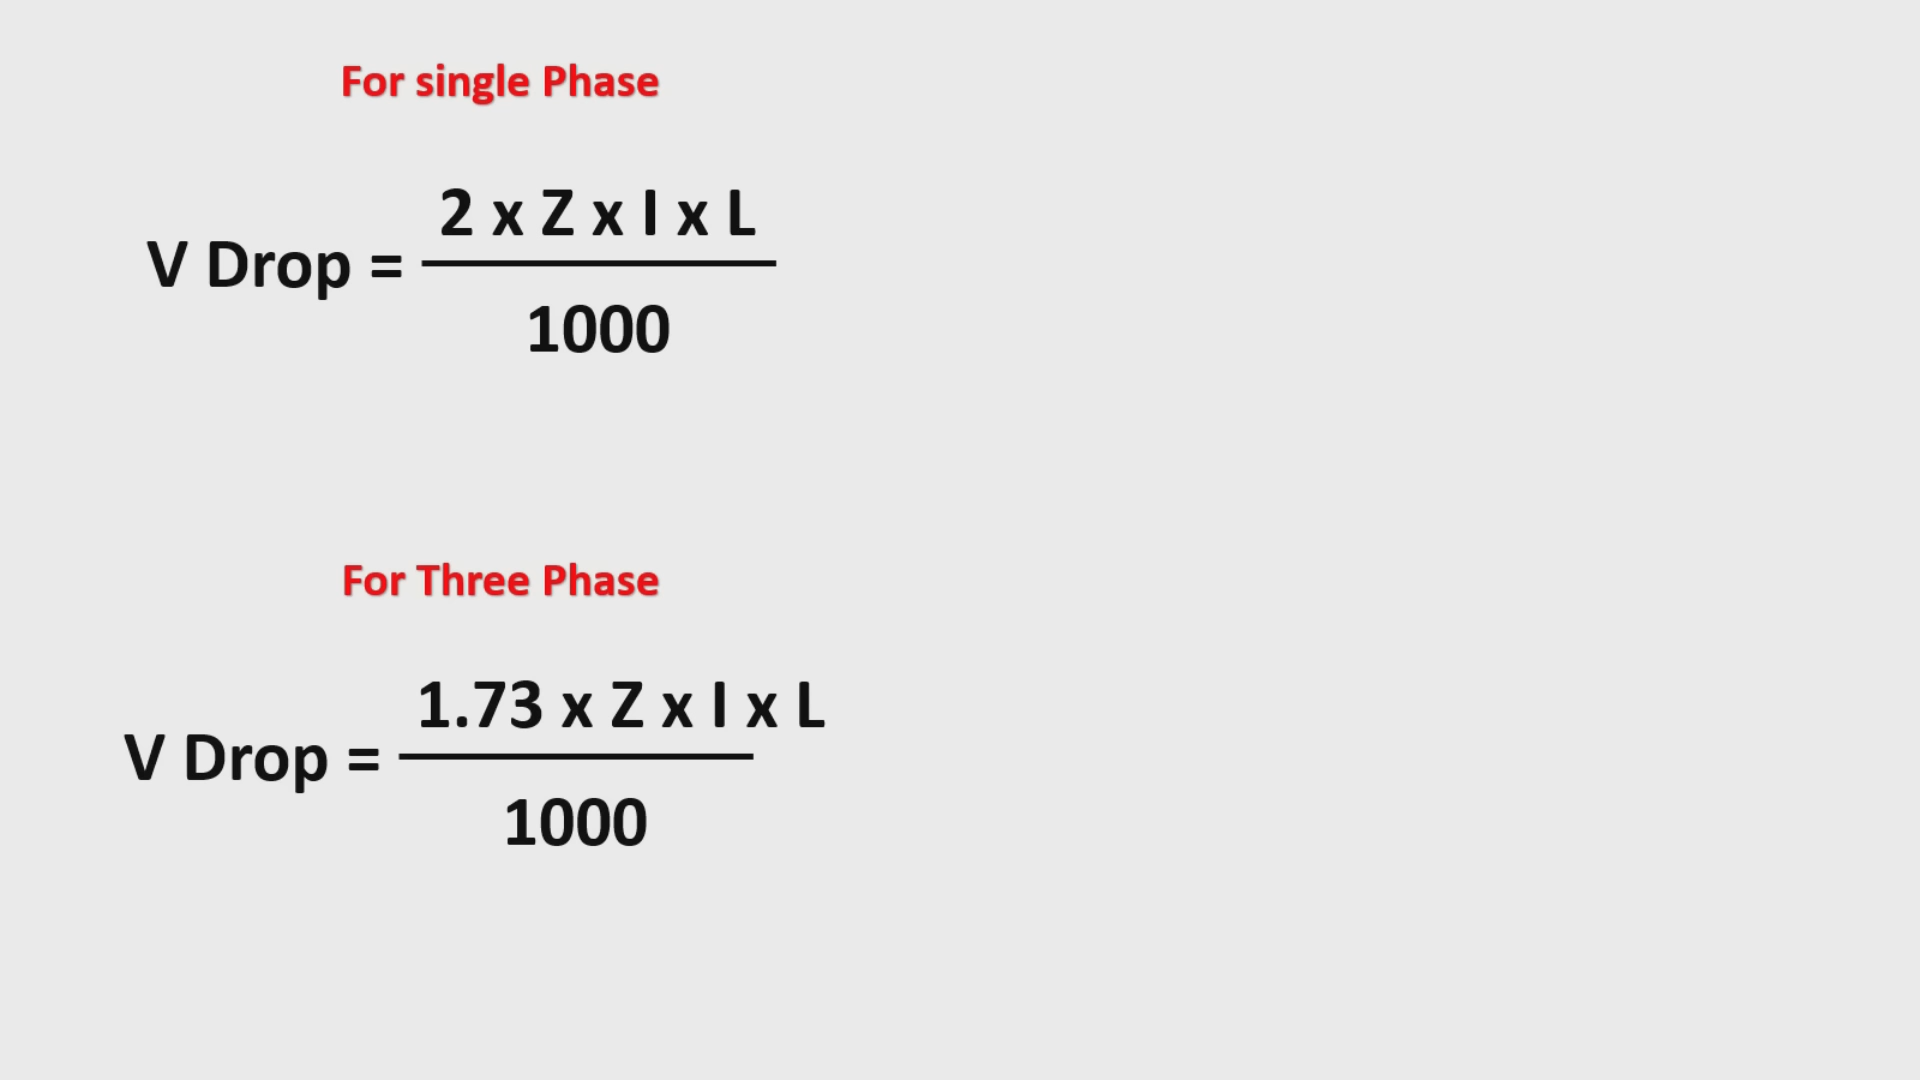 For single Phase
2 x Z x I x L
V Drop =
1000
For Three Phase
1.73 x Z x I x L
V Drop =
1000